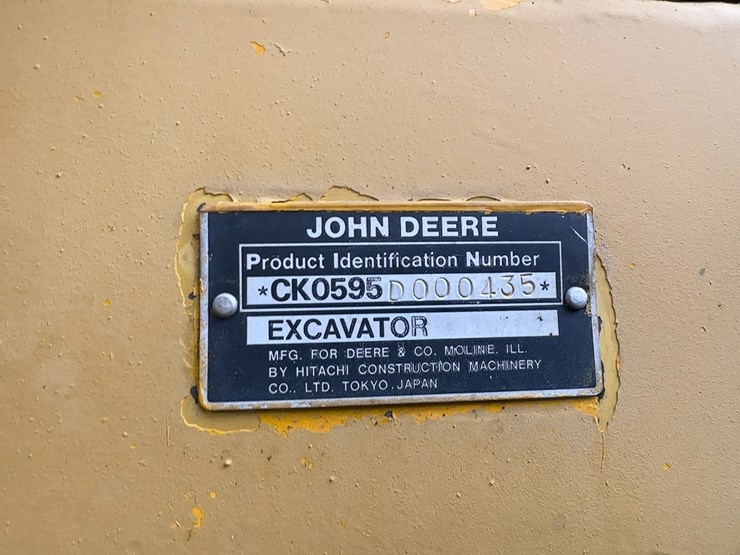 JOHN DEERE
Product Identification Number
*CK0595D000435*
EXCAVATOR
MFG. FOR DEERE & CO. MOLINE. ILL.
BY HITACHI CONSTRUCTION MACHINERY
CO., LTD. TOKYO. JAPAN